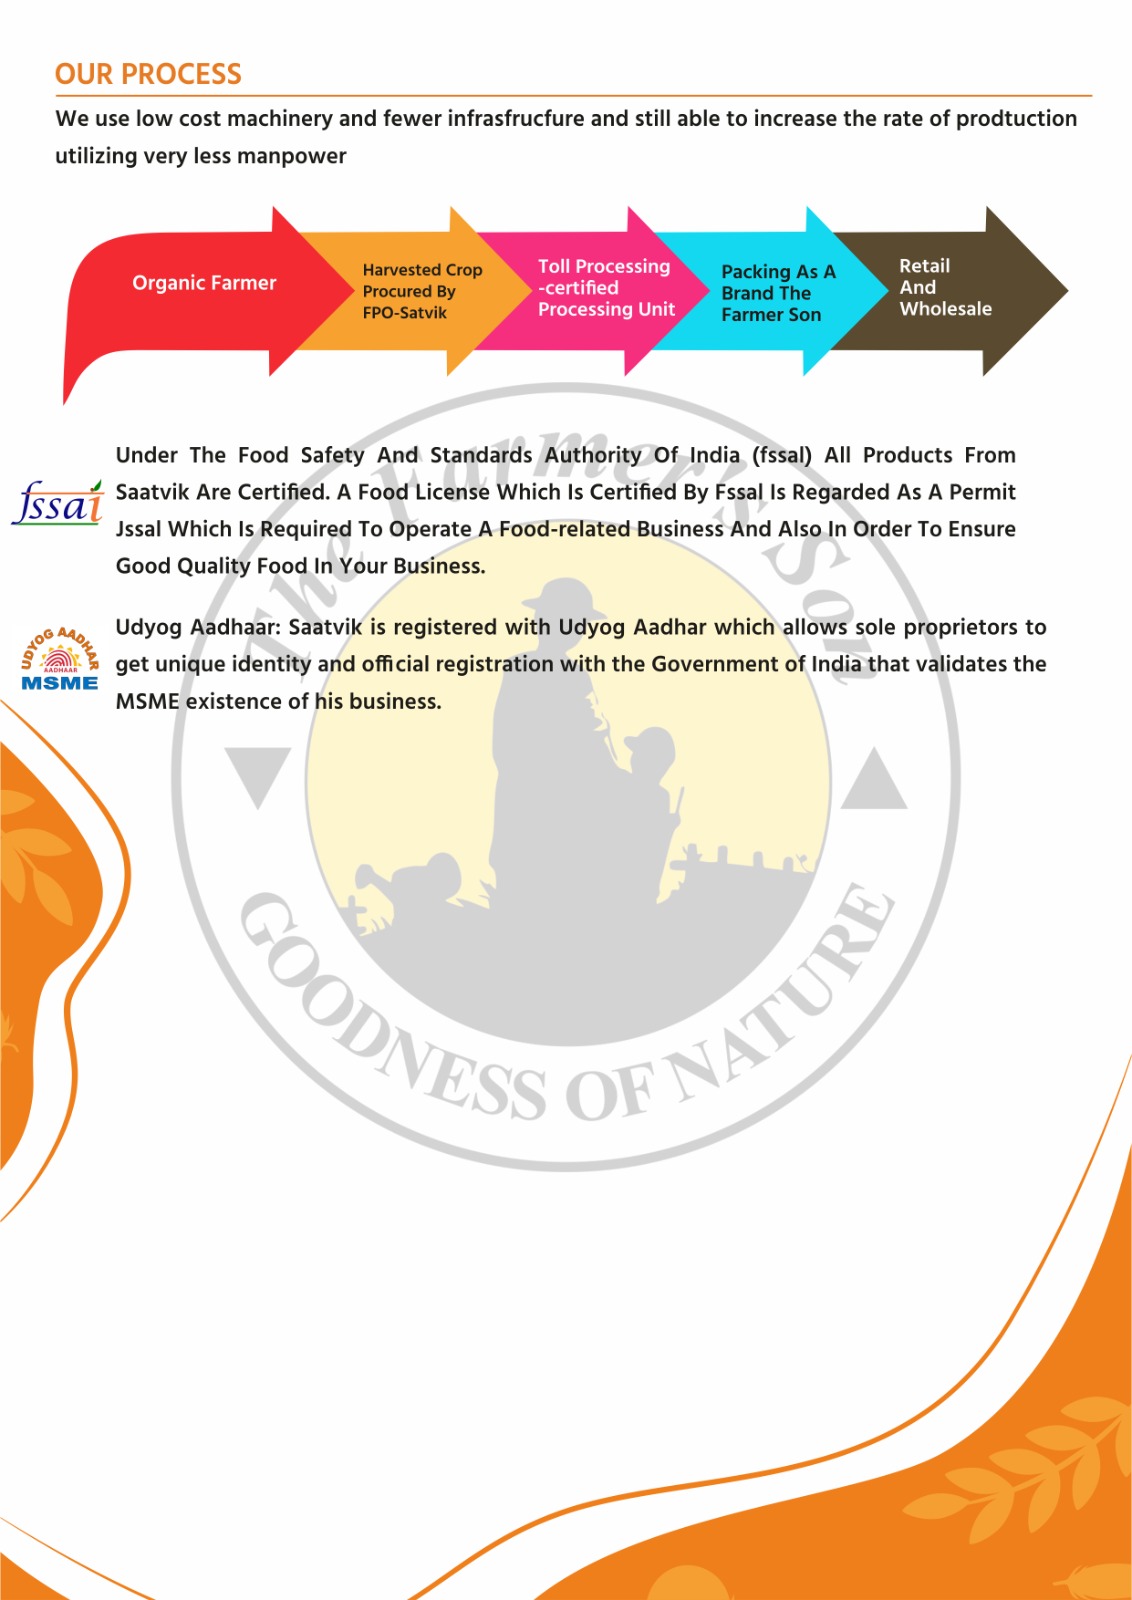 OUR PROCESS
We use low cost machinery and fewer infrasfrucfure and still able to increase the rate of prodtuction
utilizing very less manpower
Organic Farmer
Harvested Crop
Procured By
FPO-Satvik
Toll Processing
-certified
Processing Unit
Packing As A
Brand The
Farmer Son
Retail
And
Wholesale
fssai
Under The Food Safety And Standards Authority Of India (fssal) All Products From
Saatvik Are Certified. A Food License Which Is Certified By Fssal Is Regarded As A Permit
Jssal Which Is Required To Operate A Food-related Business And Also In Order To Ensure
Good Quality Food In Your Business.
UDYOG AADHAR
AADHAAR
MSME
Udyog Aadhaar: Saatvik is registered with Udyog Aadhar which allows sole proprietors to
get unique identity and official registration with the Government of India that validates the
MSME existence of his business.
The Farmer's Son
GOODNESS OF NATURE